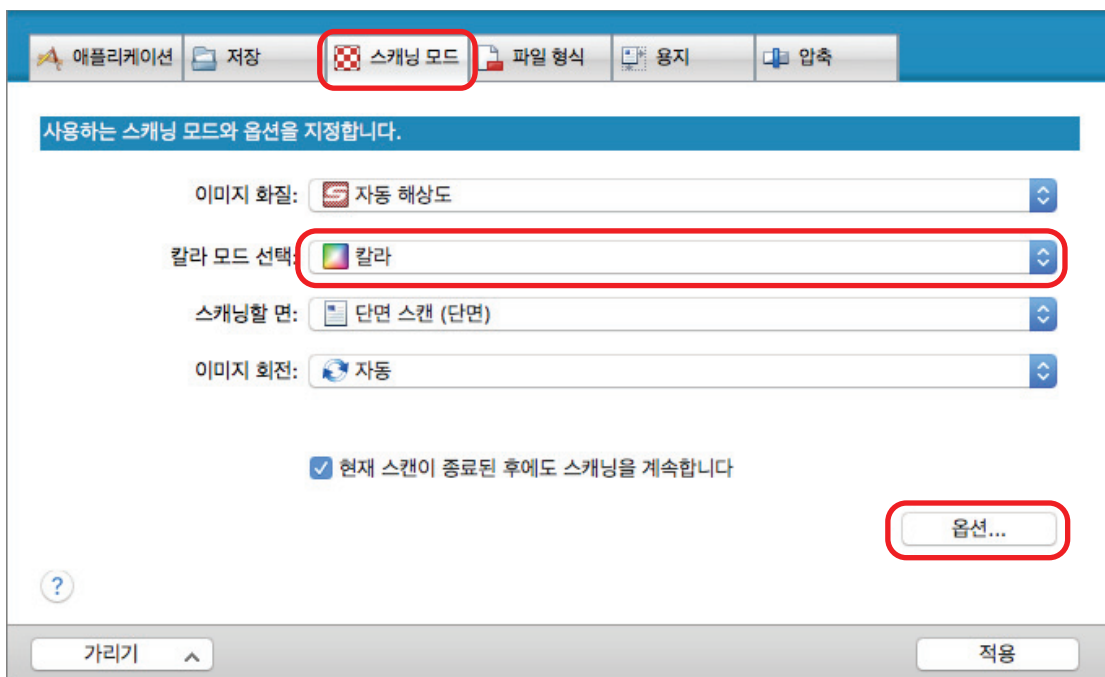 애플리케이션 저장 스캐닝 모드 파일 형식 용지 압축
사용하는 스캐닝 모드와 옵션을 지정합니다.
이미지 화질: 자동 해상도
칼라 모드 선택: 칼라
스캐닝할 면: 단면 스캔 (단면)
이미지 회전: 자동
현재 스캔이 종료된 후에도 스캐닝을 계속합니다
옵션...
?
가리기 적용